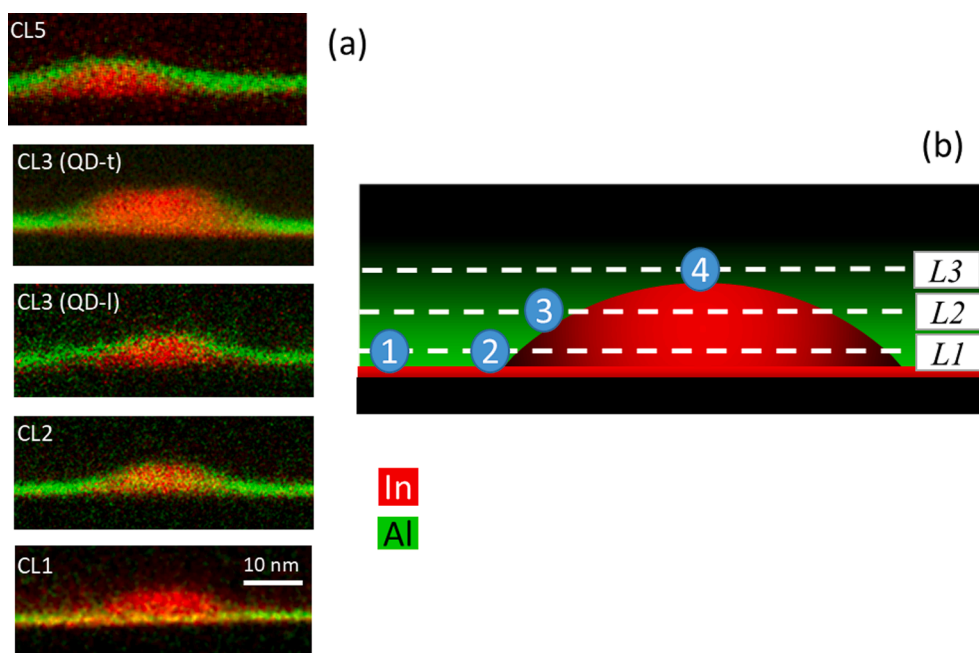 CL5
(a)
CL3 (QD-t)
(b)
CL3 (QD-l)
4
L3
3
L2
1
2
L1
CL2
In
Al
CL1
10 nm